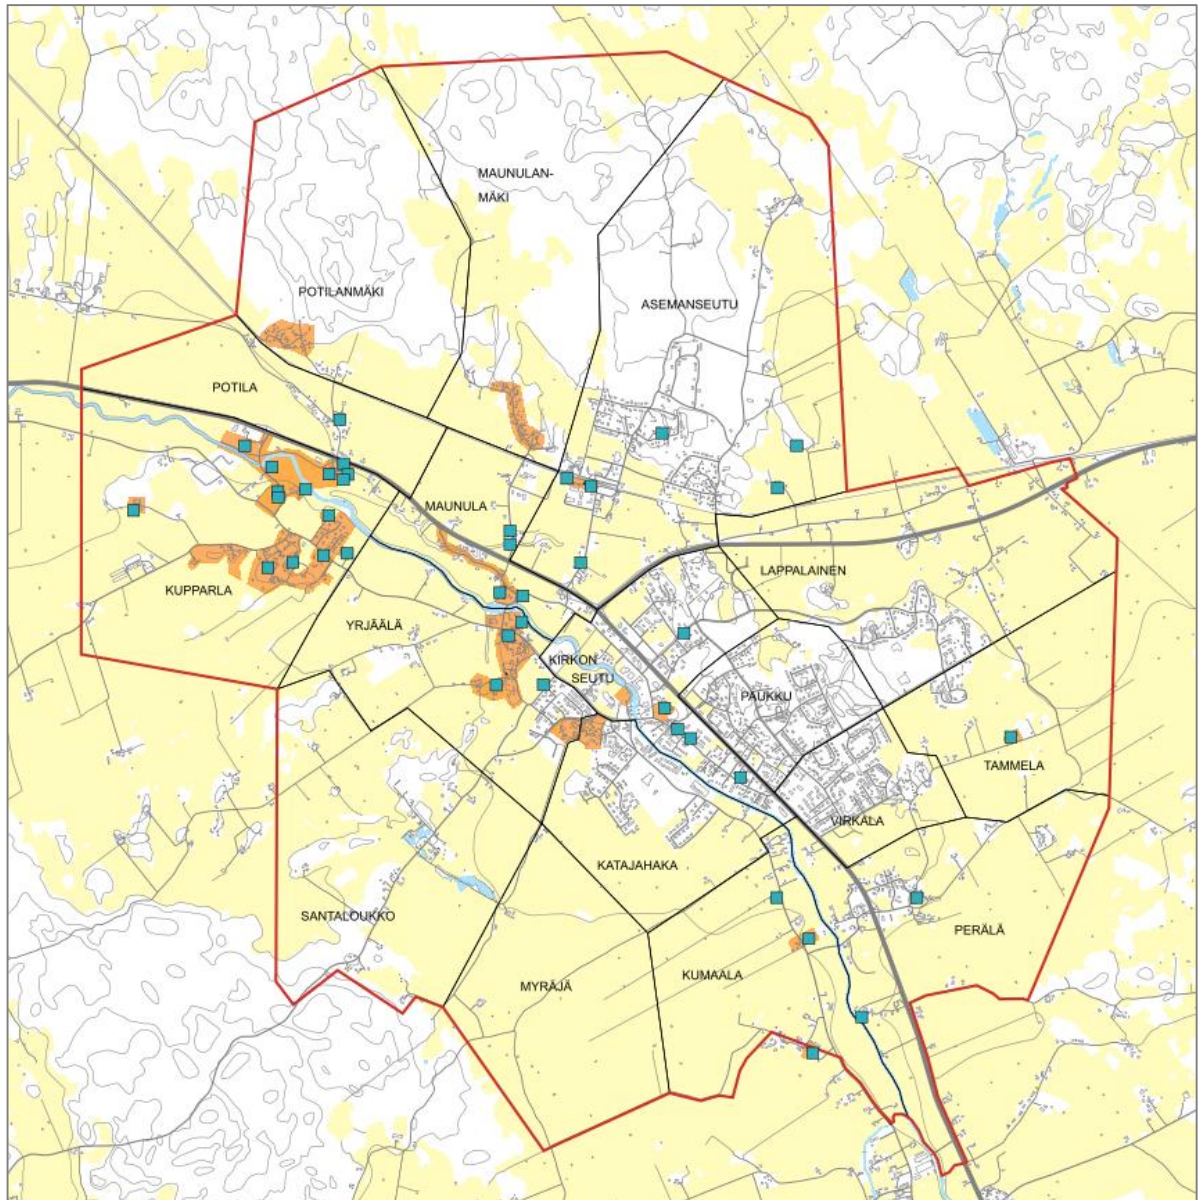 MAUNULAN-
MÄKI
POTILANMÄKI
ASEMANSEUTU
POTILA
MAUNULA
LAPPALAINEN
KUPPARLA
YRJÄÄLÄ
KIRKON
SEUTU
PAUKKU
TAMMELA
VIRKALA
KATAJAHAKA
SANTALOUKKO
PERÄLÄ
KUMAALA
MYRÄJÄ